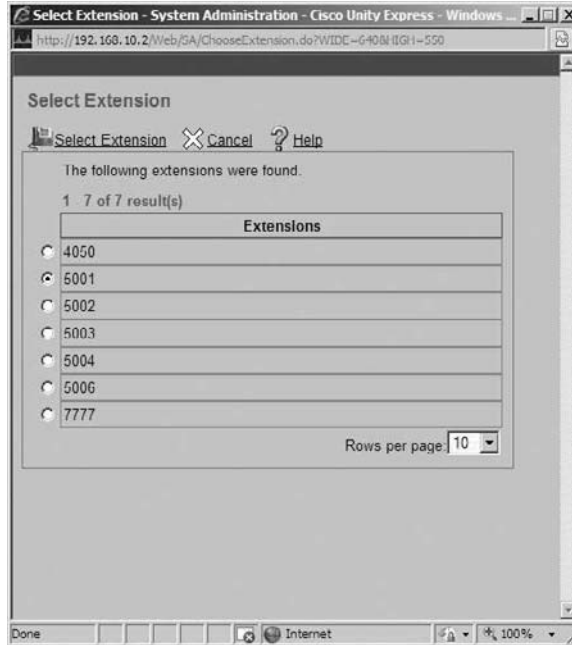 Select Extension - System Administration - Cisco Unity Express - Windows ...
http://192.168.10.2/Web/SA/ChooseExtension.do?WIDE=640&HIGH=550
Select Extension
Select Extension Cancel Help
The following extensions were found.
1 - 7 of 7 result(s)
Extensions
4050
5001
5002
5003
5004
5006
7777
Rows per page: 10
Done Internet 100%